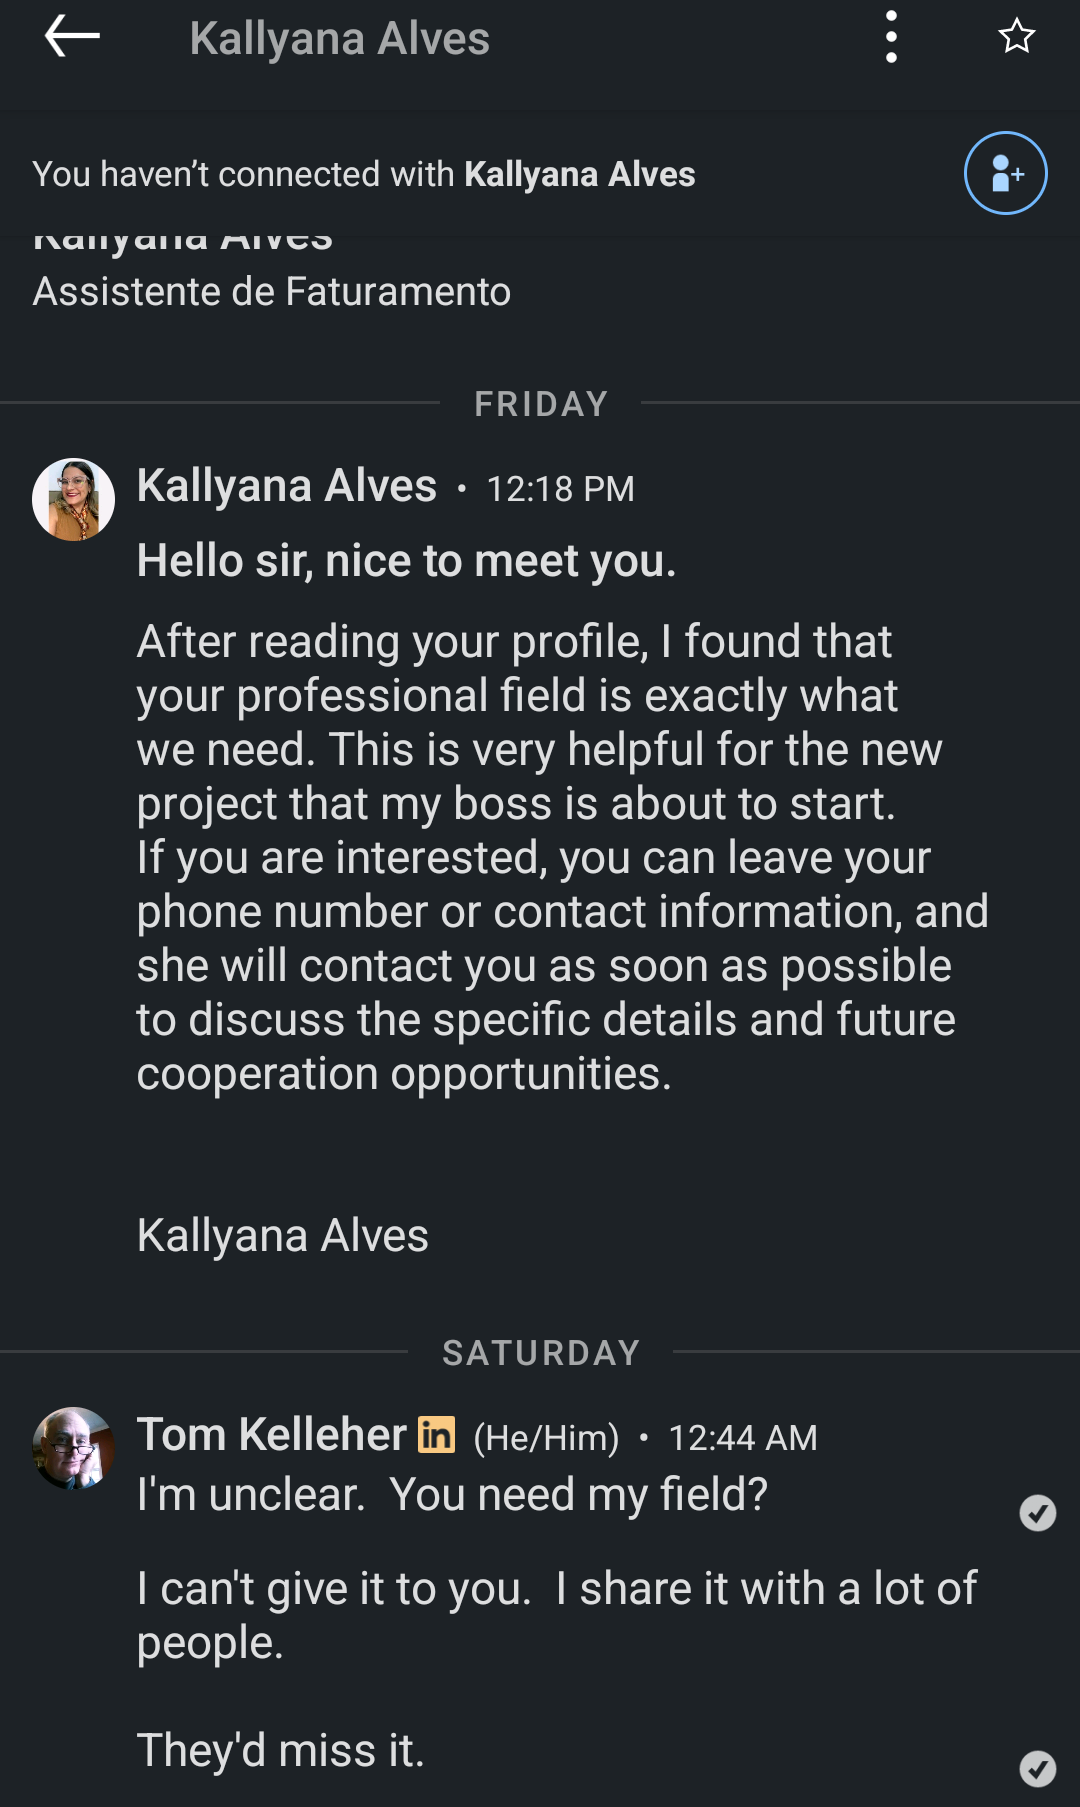 Kallyana Alves
You haven’t connected with Kallyana Alves
Kallyana Alves
Assistente de Faturamento
FRIDAY
Kallyana Alves • 12:18 PM
Hello sir, nice to meet you.
After reading your profile, I found that
your professional field is exactly what
we need. This is very helpful for the new
project that my boss is about to start.
If you are interested, you can leave your
phone number or contact information, and
she will contact you as soon as possible
to discuss the specific details and future
cooperation opportunities.
Kallyana Alves
SATURDAY
Tom Kelleher in (He/Him) • 12:44 AM
I'm unclear.  You need my field?
I can't give it to you.  I share it with a lot of
people.
They'd miss it.